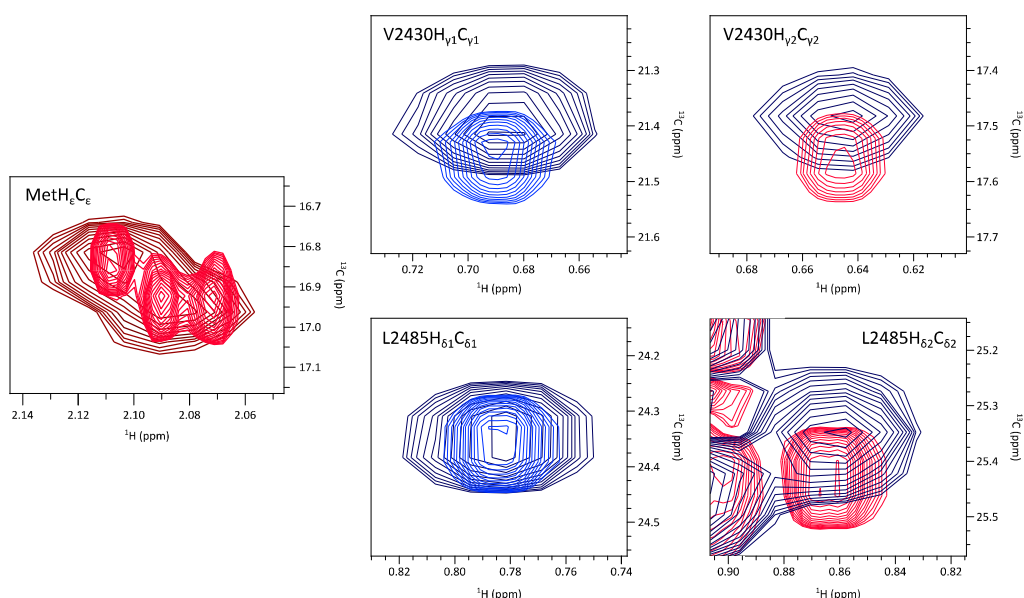 V2430Hγ1Cγ1
21.3
21.4
21.5
21.6
13C (ppm)
0.72 0.70 0.68 0.66
1H (ppm)
V2430Hγ2Cγ2
17.4
17.5
17.6
17.7
13C (ppm)
0.68 0.66 0.64 0.62
1H (ppm)
MetHεCε
16.7
16.8
16.9
17.0
17.1
13C (ppm)
2.14 2.12 2.10 2.08 2.06
1H (ppm)
L2485Hδ1Cδ1
24.2
24.3
24.4
24.5
13C (ppm)
0.82 0.80 0.78 0.76 0.74
1H (ppm)
L2485Hδ2Cδ2
25.2
25.3
25.4
25.5
13C (ppm)
0.90 0.88 0.86 0.84 0.82
1H (ppm)